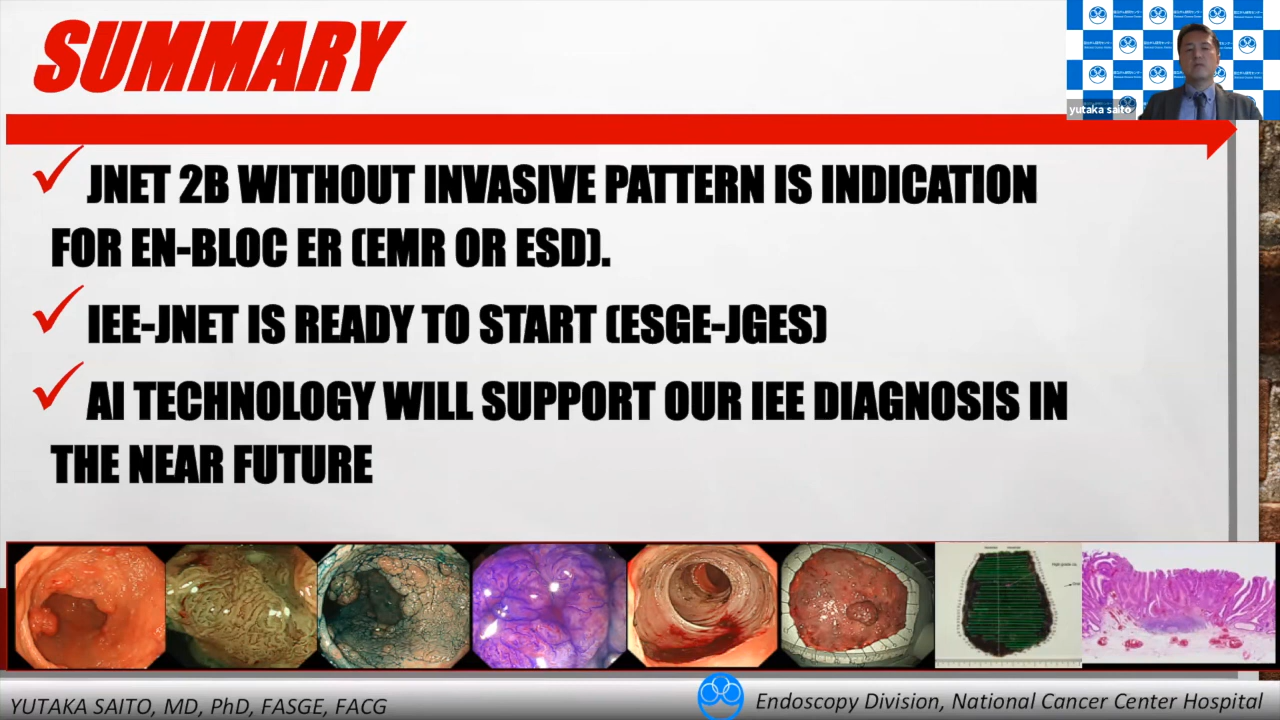 SUMMARY
yutaka saito
JNET 2B WITHOUT INVASIVE PATTERN IS INDICATION
FOR EN-BLOC ER (EMR OR ESD).
IEE-JNET IS READY TO START (ESGE-JGES)
AI TECHNOLOGY WILL SUPPORT OUR IEE DIAGNOSIS IN
THE NEAR FUTURE
YUTAKA SAITO, MD, PhD, FASGE, FACG
Endoscopy Division, National Cancer Center Hospital